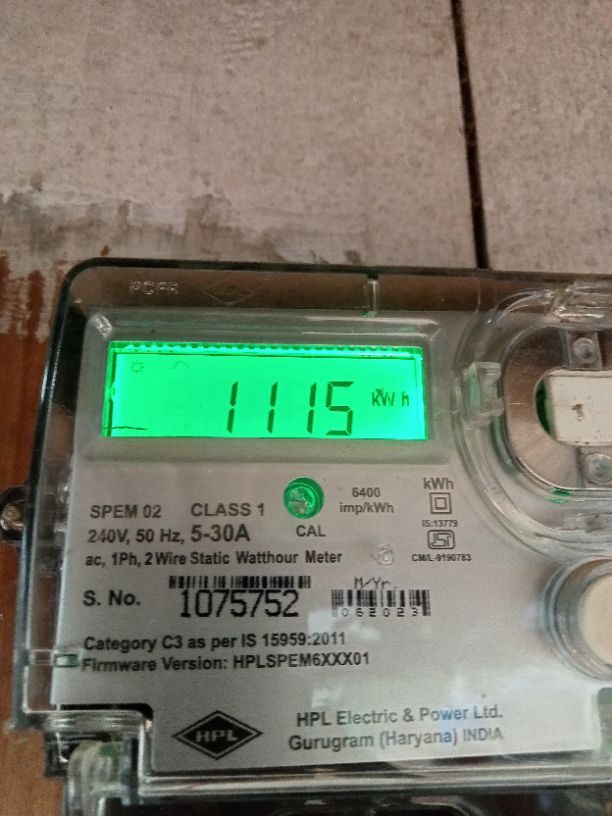 1115 kWh
SPEM 02 CLASS 1
240V, 50 Hz, 5-30A
CAL
6400
imp/kWh
kWh
IS:13779
ISI
CM/L-9190783
ac, 1Ph, 2 Wire Static Watthour Meter
S. No. 1075752
M/Yr.
062023
Category C3 as per IS 15959:2011
Firmware Version: HPLSPEM6XXX01
HPL
HPL Electric & Power Ltd.
Gurugram (Haryana) INDIA